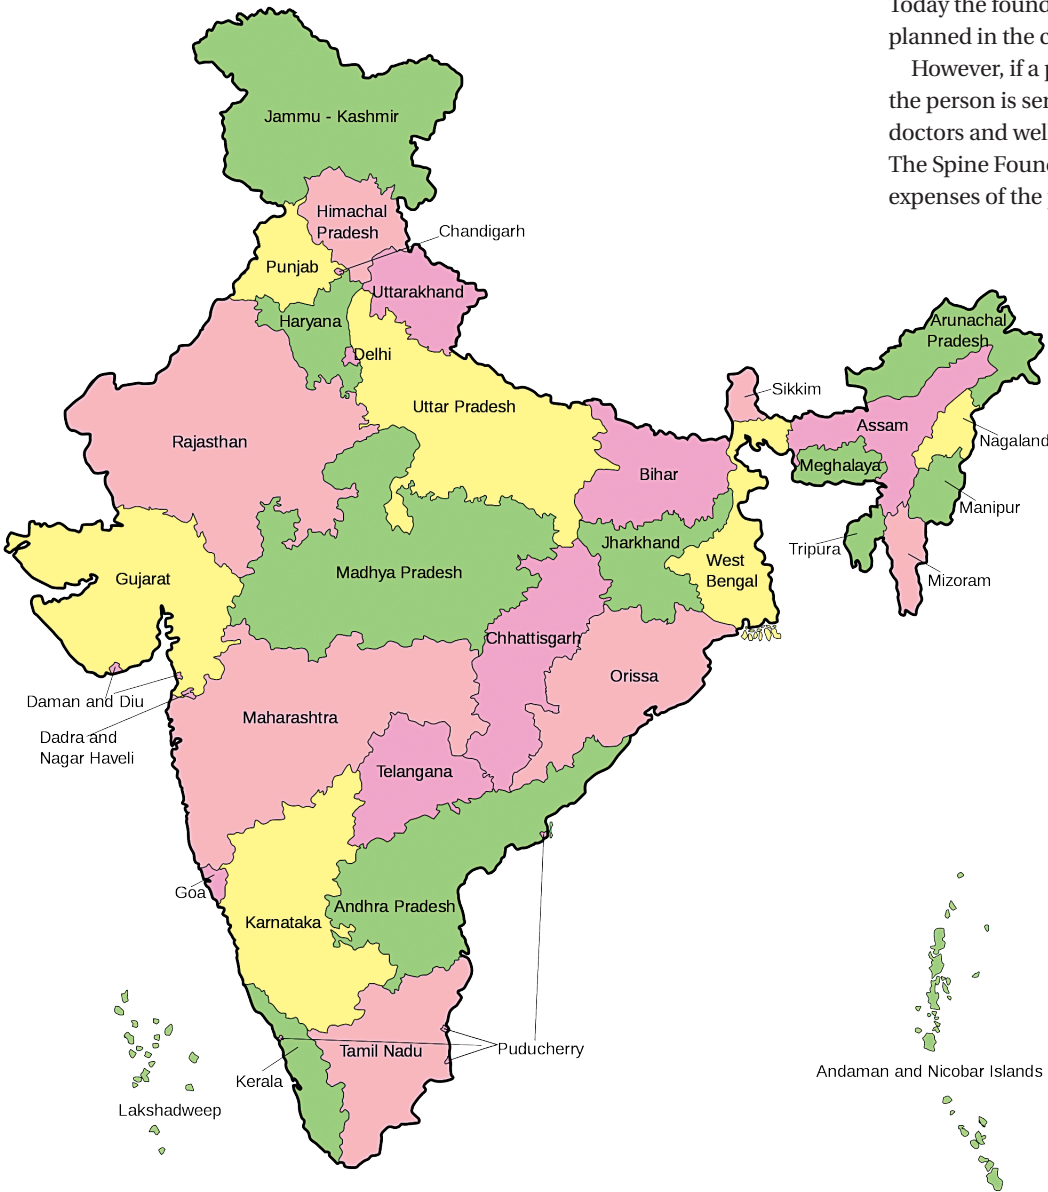 Today the found
planned in the c
However, if a p
the person is ser
doctors and wel
The Spine Foun
expenses of the
Jammu - Kashmir
Himachal
Pradesh
Chandigarh
Punjab
Uttarakhand
Haryana
Delhi
Uttar Pradesh
Rajasthan
Bihar
Sikkim
Arunachal
Pradesh
Assam
Nagaland
Meghalaya
Manipur
Tripura
Mizoram
Jharkhand
West
Bengal
Gujarat
Madhya Pradesh
Chhattisgarh
Orissa
Daman and Diu
Dadra and
Nagar Haveli
Maharashtra
Telangana
Goa
Karnataka
Andhra Pradesh
Tamil Nadu
Puducherry
Kerala
Lakshadweep
Andaman and Nicobar Islands